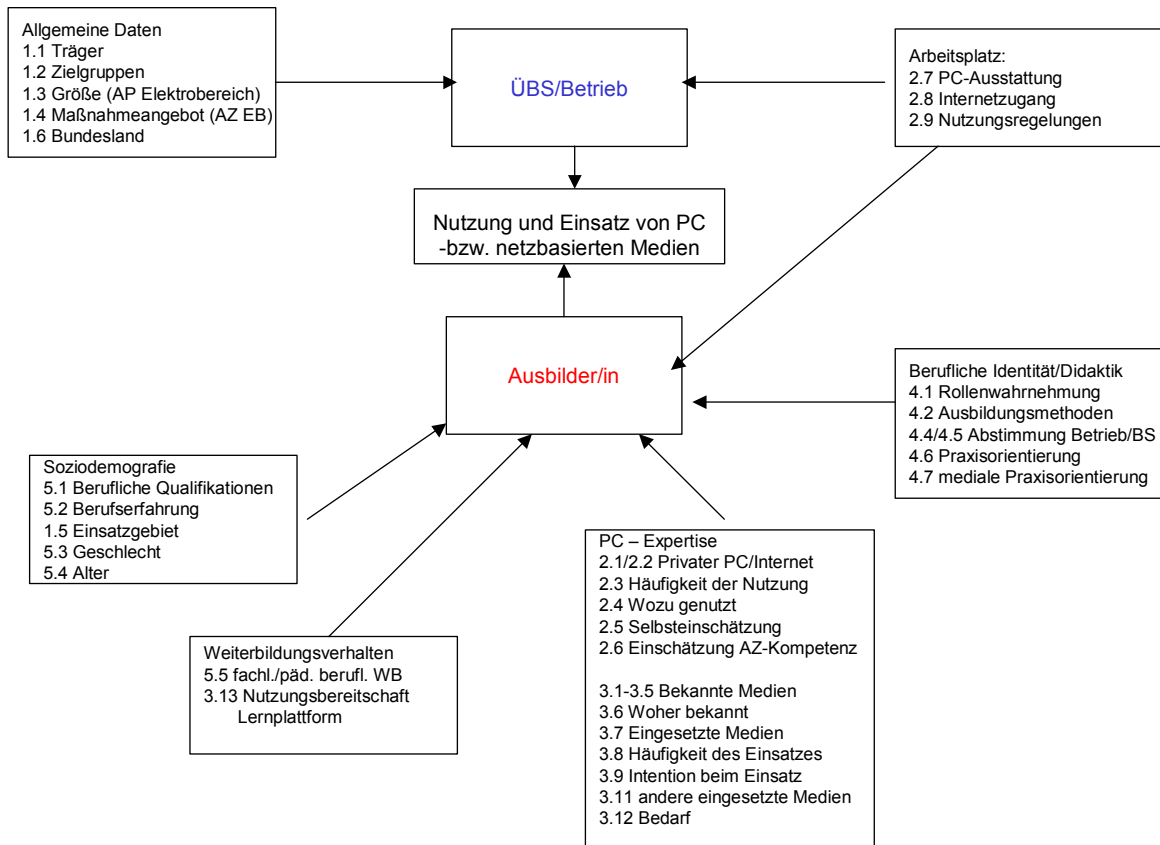 Allgemeine Daten
1.1 Träger
1.2 Zielgruppen
1.3 Größe (AP Elektrobereich)
1.4 Maßnahmeangebot (AZ EB)
1.6 Bundesland
ÜBS/Betrieb
Arbeitsplatz:
2.7 PC-Ausstattung
2.8 Internetzugang
2.9 Nutzungsregelungen
Nutzung und Einsatz von PC
-bzw. netzbasierten Medien
Ausbilder/in
Berufliche Identität/Didaktik
4.1 Rollenwahrnehmung
4.2 Ausbildungsmethoden
4.4/4.5 Abstimmung Betrieb/BS
4.6 Praxisorientierung
4.7 mediale Praxisorientierung
Soziodemografie
5.1 Berufliche Qualifikationen
5.2 Berufserfahrung
1.5 Einsatzgebiet
5.3 Geschlecht
5.4 Alter
Weiterbildungsverhalten
5.5 fachl./päd. berufl. WB
3.13 Nutzungsbereitschaft
Lernplattform
PC – Expertise
2.1/2.2 Privater PC/Internet
2.3 Häufigkeit der Nutzung
2.4 Wozu genutzt
2.5 Selbsteinschätzung
2.6 Einschätzung AZ-Kompetenz
3.1-3.5 Bekannte Medien
3.6 Woher bekannt
3.7 Eingesetzte Medien
3.8 Häufigkeit des Einsatzes
3.9 Intention beim Einsatz
3.11 andere eingesetzte Medien
3.12 Bedarf